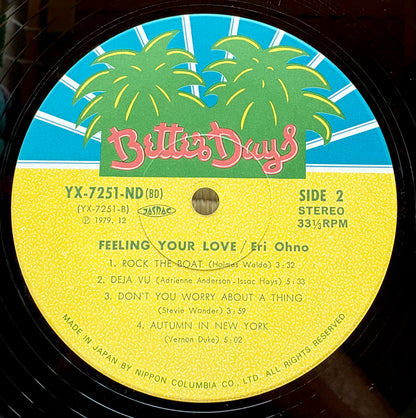 Better Days
YX-7251-ND (BD)
(YX-7251-B)
Ⓟ 1979. 12
JASRAC
SIDE 2
STEREO
33⅓RPM
FEELING YOUR LOVE / Eri Ohno
1. ROCK THE BOAT (Holmes Waldo) 3:32
2. DEJA VU (Adrienne Anderson-Issac Hays) 5:33
3. DON'T YOU WORRY ABOUT A THING
(Stevie Wonder) 3:59
4. AUTUMN IN NEW YORK
(Vernon Duke) 5:02
MADE IN JAPAN BY NIPPON COLUMBIA CO., LTD. ALL RIGHTS RESERVED